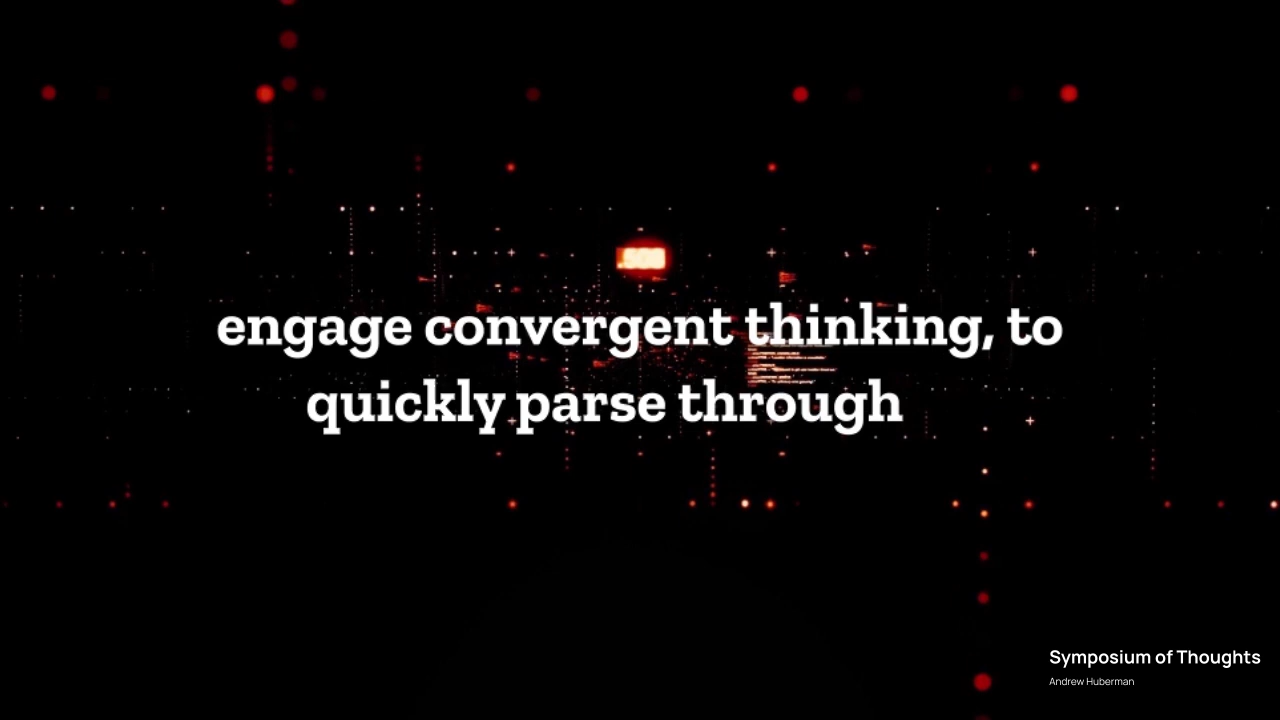 engage convergent thinking, to
quickly parse through
Symposium of Thoughts
Andrew Huberman